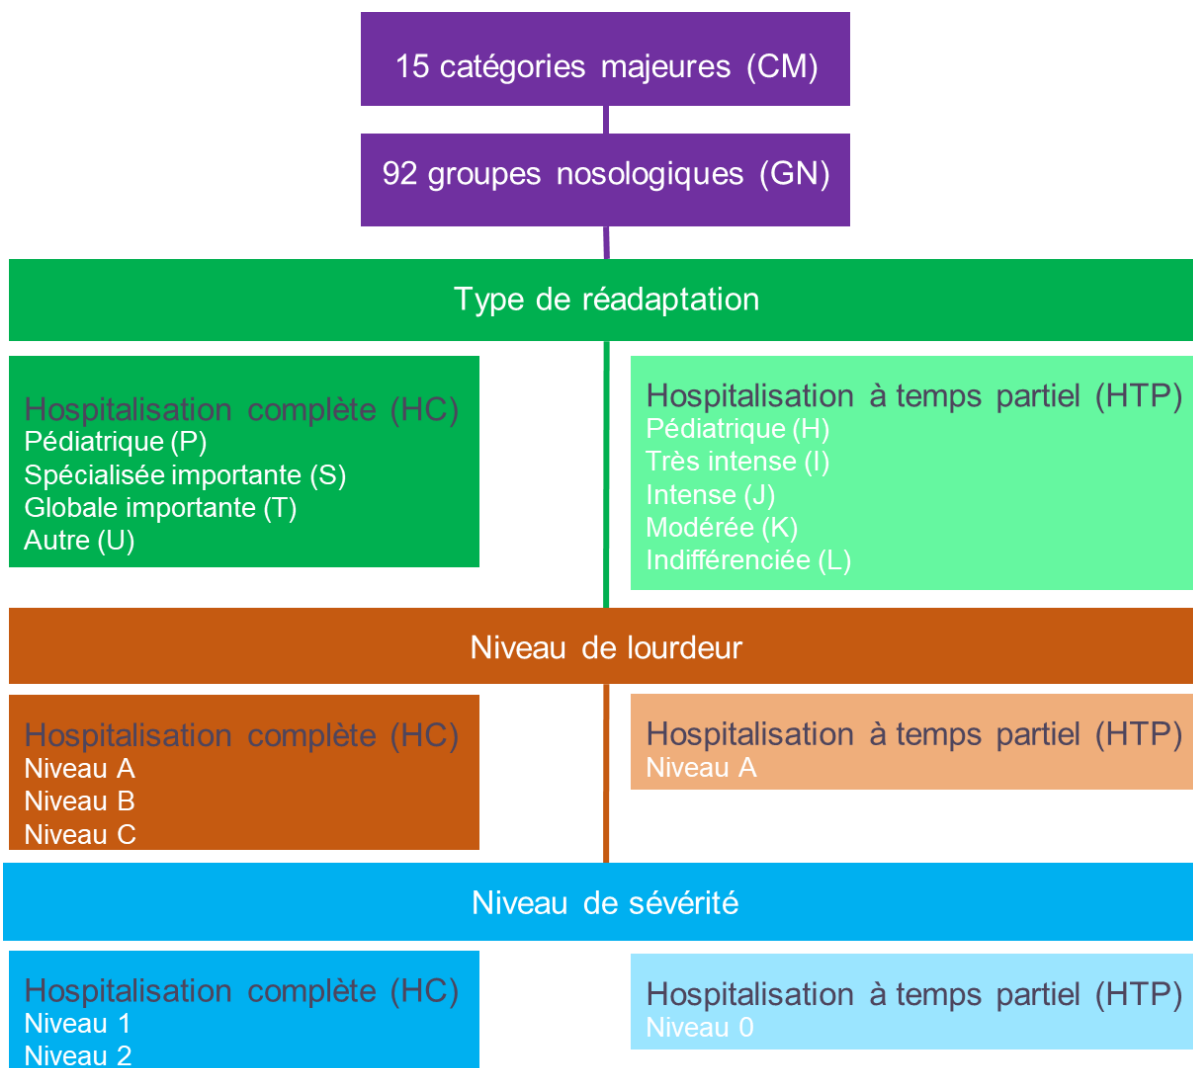 15 catégories majeures (CM)
92 groupes nosologiques (GN)
Type de réadaptation
Hospitalisation complète (HC)
Pédiatrique (P)
Spécialisée importante (S)
Globale importante (T)
Autre (U)
Hospitalisation à temps partiel (HTP)
Pédiatrique (H)
Très intense (I)
Intense (J)
Modérée (K)
Indifférenciée (L)
Niveau de lourdeur
Hospitalisation complète (HC)
Niveau A
Niveau B
Niveau C
Hospitalisation à temps partiel (HTP)
Niveau A
Niveau de sévérité
Hospitalisation complète (HC)
Niveau 1
Niveau 2
Hospitalisation à temps partiel (HTP)
Niveau 0